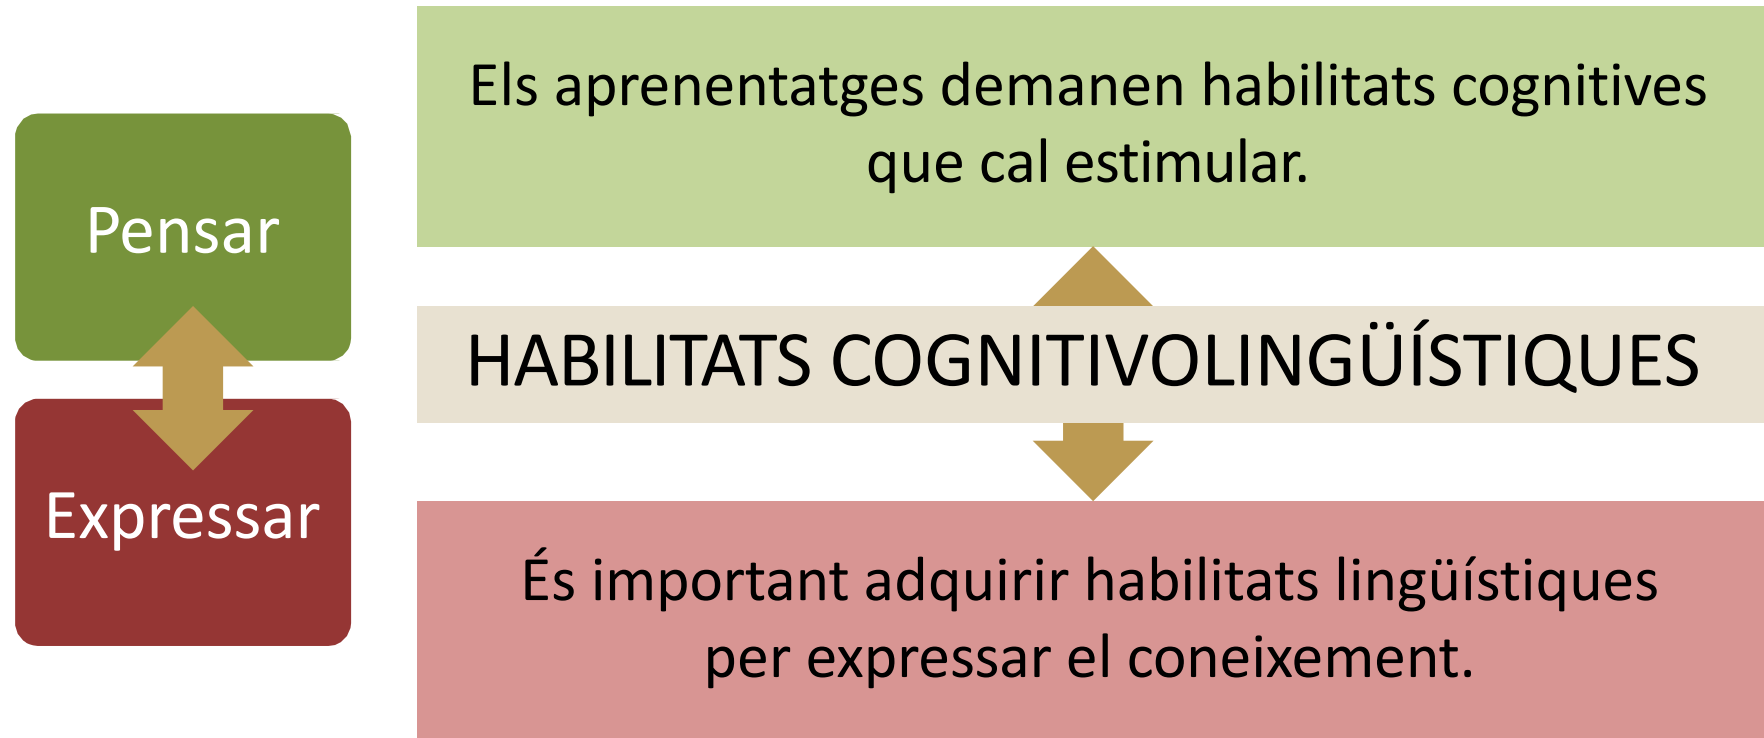 Pensar
Expressar
Els aprenentatges demanen habilitats cognitives
que cal estimular.
HABILITATS COGNITIVOLINGÜÍSTIQUES
És important adquirir habilitats lingüístiques
per expressar el coneixement.